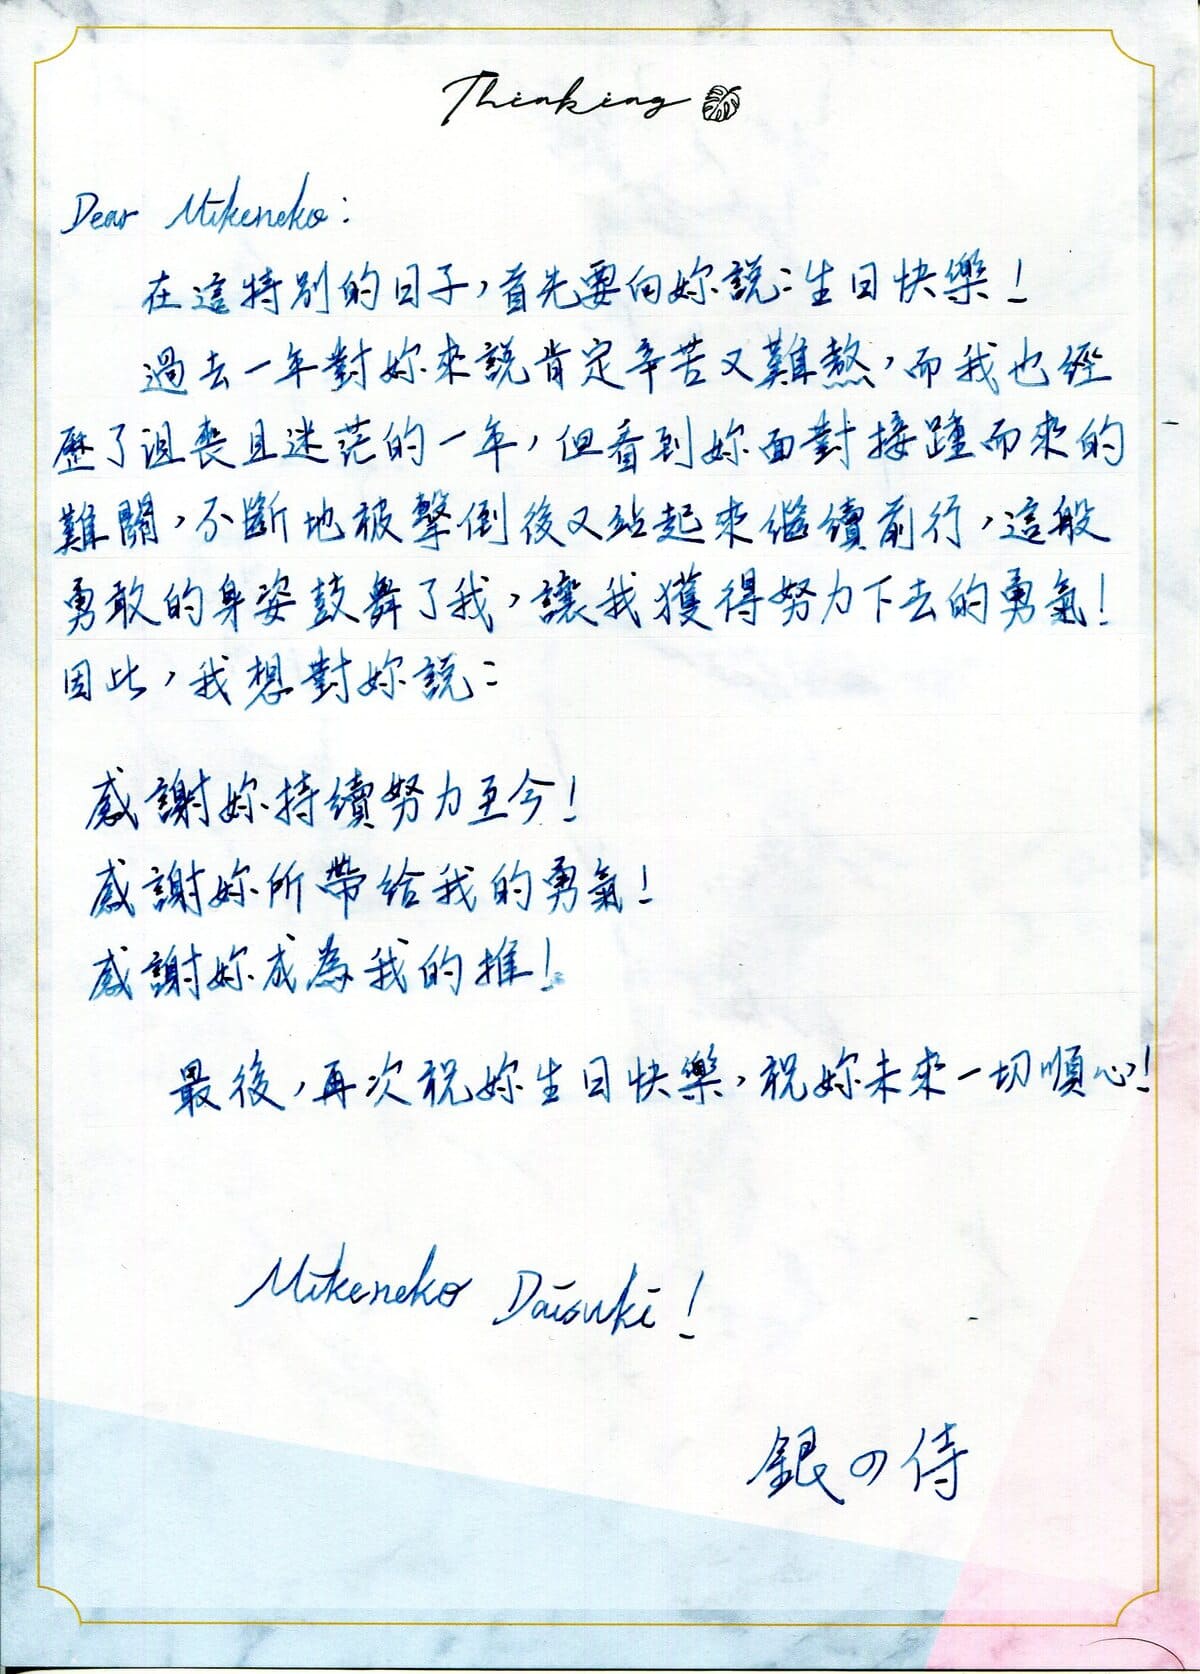 Thinking
Dear Mikeneko:
在這特別的日子,首先要向妳說:生日快樂!
過去一年對妳來說肯定辛苦又難熬,而我也經
歷了沮喪且迷茫的一年,但看到妳面對接踵而來的
難關,不斷地被擊倒後又站起來繼續前行,這般
勇敢的身姿鼓舞了我,讓我獲得努力下去的勇氣!
因此,我想對妳說:
感謝妳持續努力至今!
感謝妳所帶給我的勇氣!
感謝妳成為我的推!
最後,再次祝妳生日快樂,祝妳未來一切順心!
Mikeneko Daisuki!
銀の侍